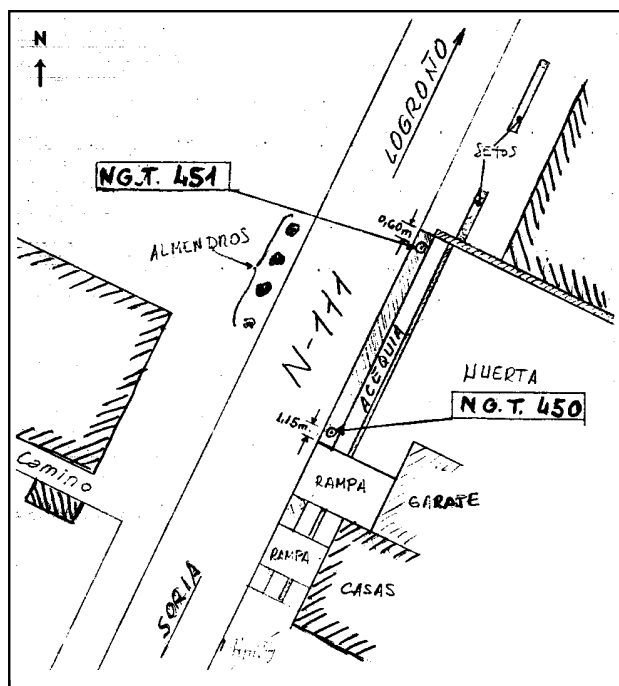 N
LOGROÑO
SETOS
NG.T. 451
0,60m
ALMENDROS
N-111
ACEQUIA
HUERTA
NG.T. 450
1,15m.
RAMPA
GARAJE
Camino
RAMPA
CASAS
SORIA